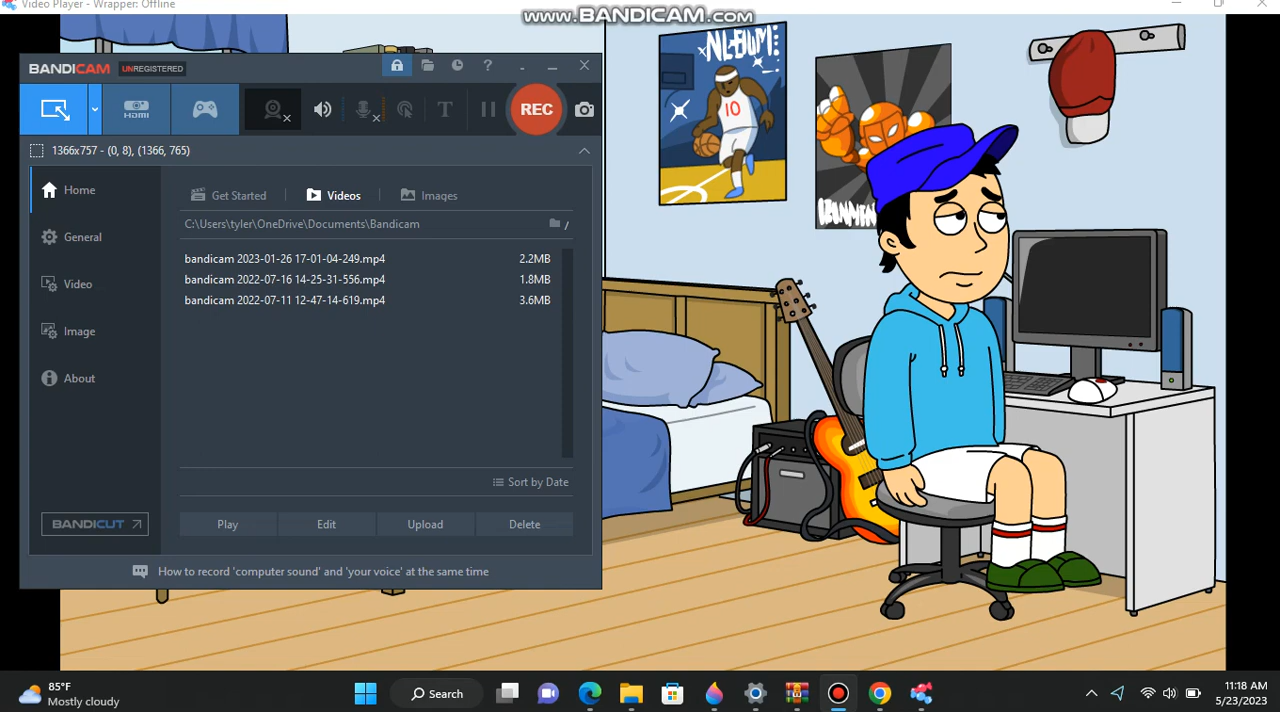 Video Player - Wrapper: Offline
www.BANDICAM.com
BANDICAM UNREGISTERED
HDMI
T
REC
1366x757 - (0, 8), (1366, 765)
Home
General
Video
Image
About
BANDICUT
Get Started
Videos
Images
C:\Users\tyler\OneDrive\Documents\Bandicam
bandicam 2023-01-26 17-01-04-249.mp4 2.2MB
bandicam 2022-07-16 14-25-31-556.mp4 1.8MB
bandicam 2022-07-11 12-47-14-619.mp4 3.6MB
Sort by Date
Play Edit Upload Delete
How to record 'computer sound' and 'your voice' at the same time
10
85°F
Mostly cloudy
Search
11:18 AM
5/23/2023